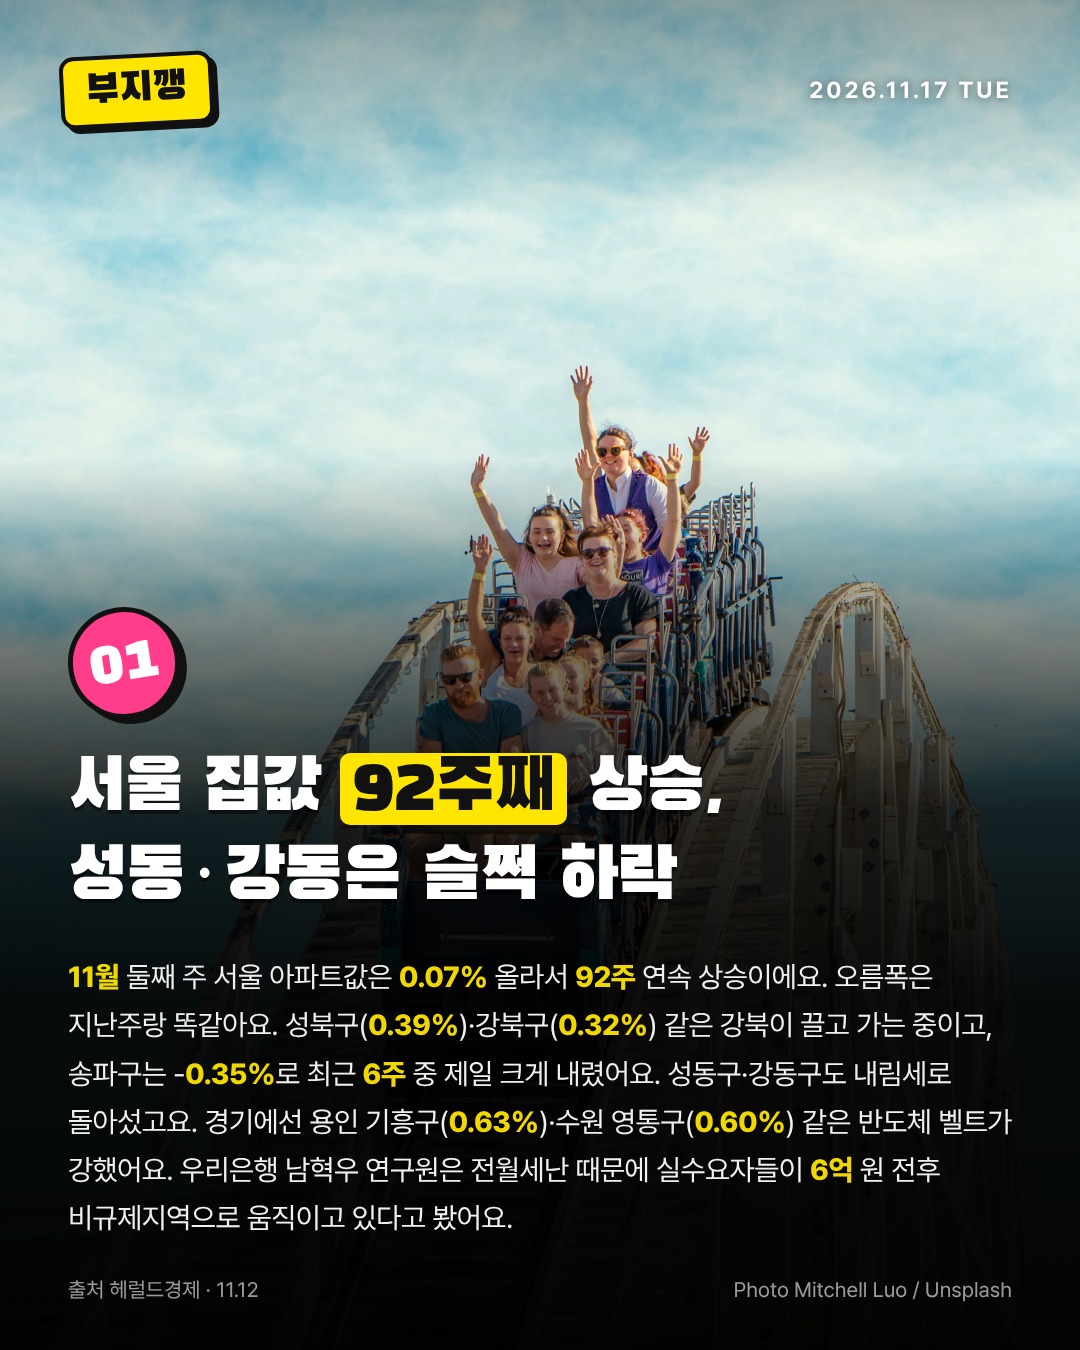 부지깽
2026.11.17 TUE
01
서울 집값 92주째 상승,
성동·강동은 슬쩍 하락
11월 둘째 주 서울 아파트값은 0.07% 올라서 92주 연속 상승이에요. 오름폭은
지난주랑 똑같아요. 성북구(0.39%)·강북구(0.32%) 같은 강북이 끌고 가는 중이고,
송파구는 -0.35%로 최근 6주 중 제일 크게 내렸어요. 성동구·강동구도 내림세로
돌아섰고요. 경기에선 용인 기흥구(0.63%)·수원 영통구(0.60%) 같은 반도체 벨트가
강했어요. 우리은행 남혁우 연구원은 전월세난 때문에 실수요자들이 6억 원 전후
비규제지역으로 움직이고 있다고 봤어요.
출처 헤럴드경제 · 11.12
Photo Mitchell Luo / Unsplash